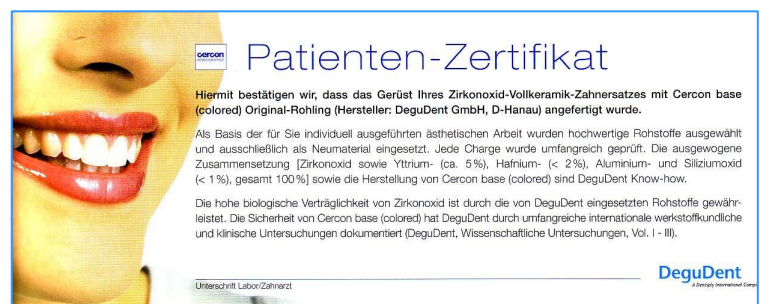 cercon
Patienten-Zertifikat
Hiermit bestätigen wir, dass das Gerüst Ihres Zirkonoxid-Vollkeramik-Zahnersatzes mit Cercon base
(colored) Original-Rohling (Hersteller: DeguDent GmbH, D-Hanau) angefertigt wurde.
Als Basis der für Sie individuell ausgeführten ästhetischen Arbeit wurden hochwertige Rohstoffe ausgewählt
und ausschließlich als Neumaterial eingesetzt. Jede Charge wurde umfangreich geprüft. Die ausgewogene
Zusammensetzung [Zirkonoxid sowie Yttrium- (ca. 5%), Hafnium- (< 2%), Aluminium- und Siliziumoxid
(< 1%), gesamt 100%] sowie die Herstellung von Cercon base (colored) sind DeguDent Know-how.
Die hohe biologische Verträglichkeit von Zirkonoxid ist durch die von DeguDent eingesetzten Rohstoffe gewähr-
leistet. Die Sicherheit von Cercon base (colored) hat DeguDent durch umfangreiche internationale werkstoffkundliche
und klinische Untersuchungen dokumentiert (DeguDent, Wissenschaftliche Untersuchungen, Vol. I - III).
DeguDent
Unterschrift Labor/Zahnarzt
A Dentsply International